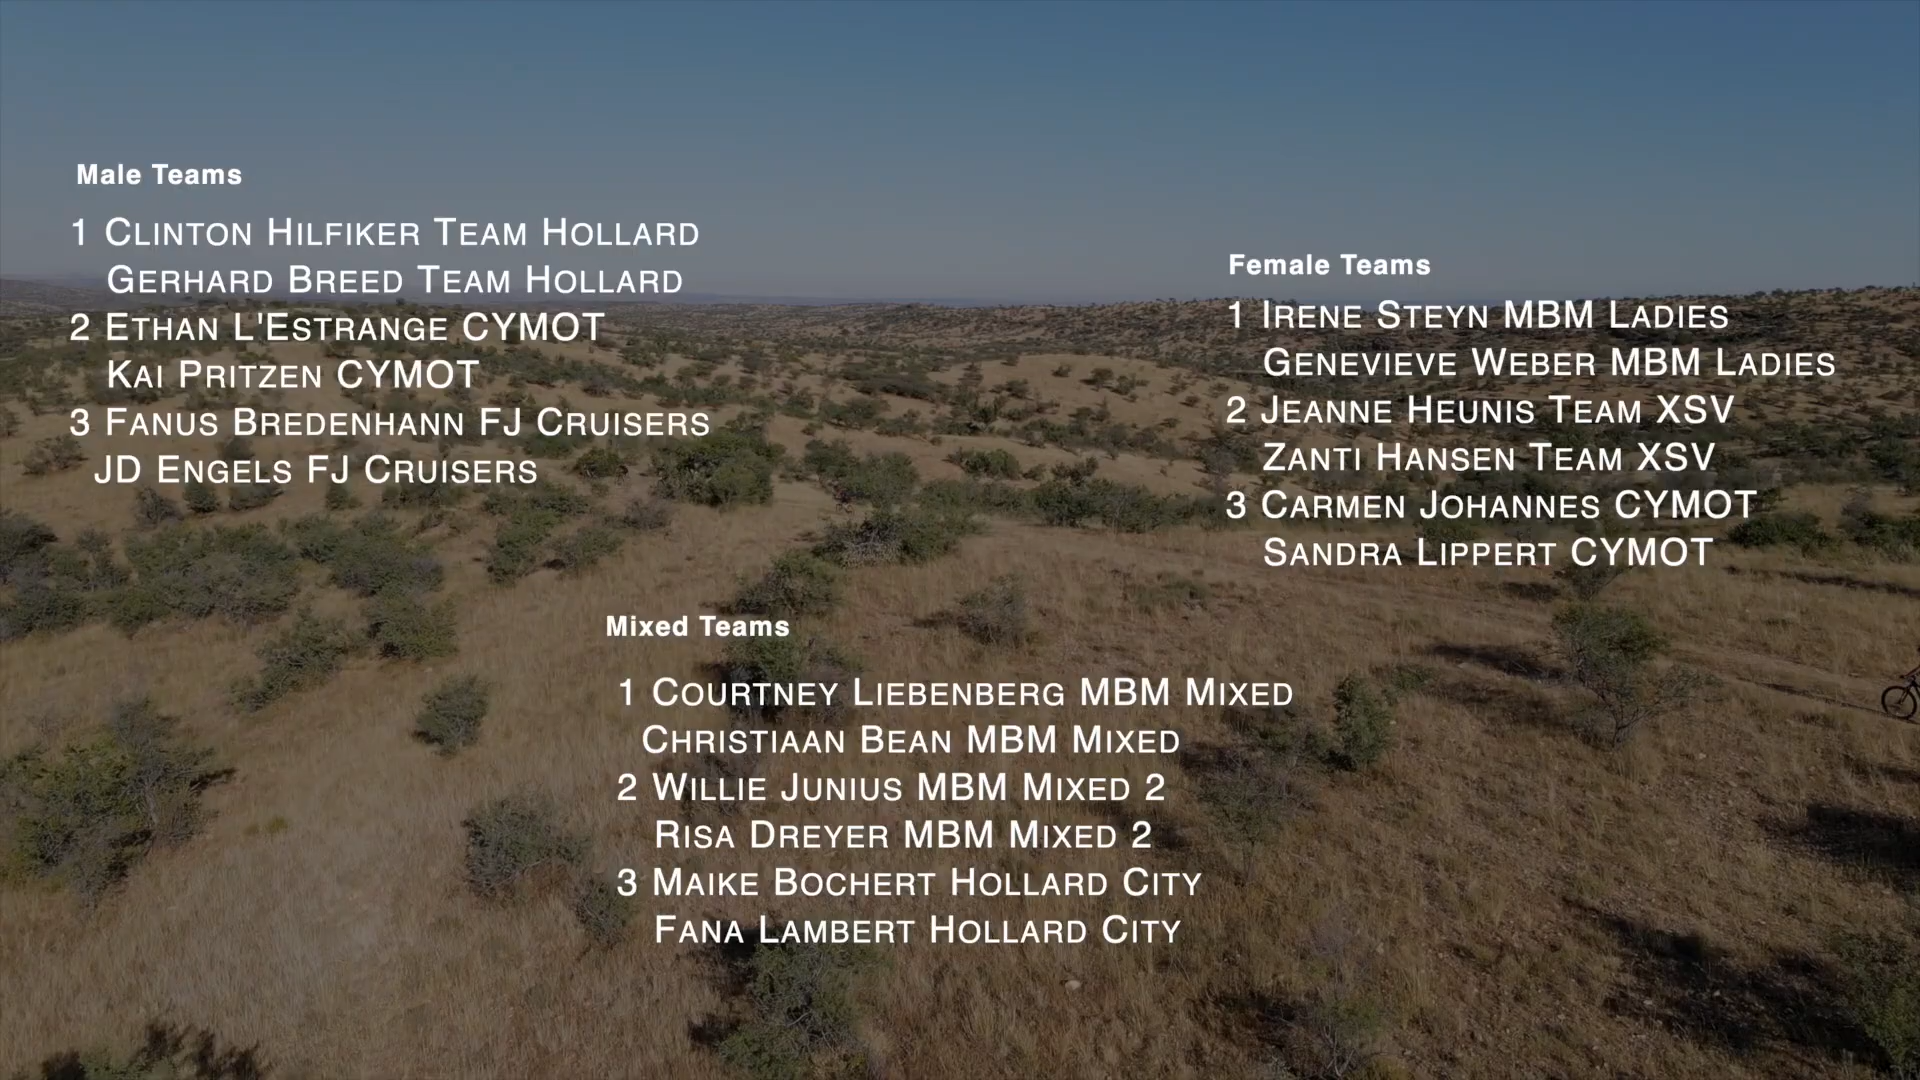 Male Teams
1 Clinton Hilfiker Team Hollard
Gerhard Breed Team Hollard
2 Ethan L'Estrange CYMOT
Kai Pritzen CYMOT
3 Fanus Bredenhann FJ Cruisers
JD Engels FJ Cruisers
Female Teams
1 Irene Steyn MBM Ladies
Genevieve Weber MBM Ladies
2 Jeanne Heunis Team XSV
Zanti Hansen Team XSV
3 Carmen Johannes CYMOT
Sandra Lippert CYMOT
Mixed Teams
1 Courtney Liebenberg MBM Mixed
Christiaan Bean MBM Mixed
2 Willie Junius MBM Mixed 2
Risa Dreyer MBM Mixed 2
3 Maike Bochert Hollard City
Fana Lambert Hollard City